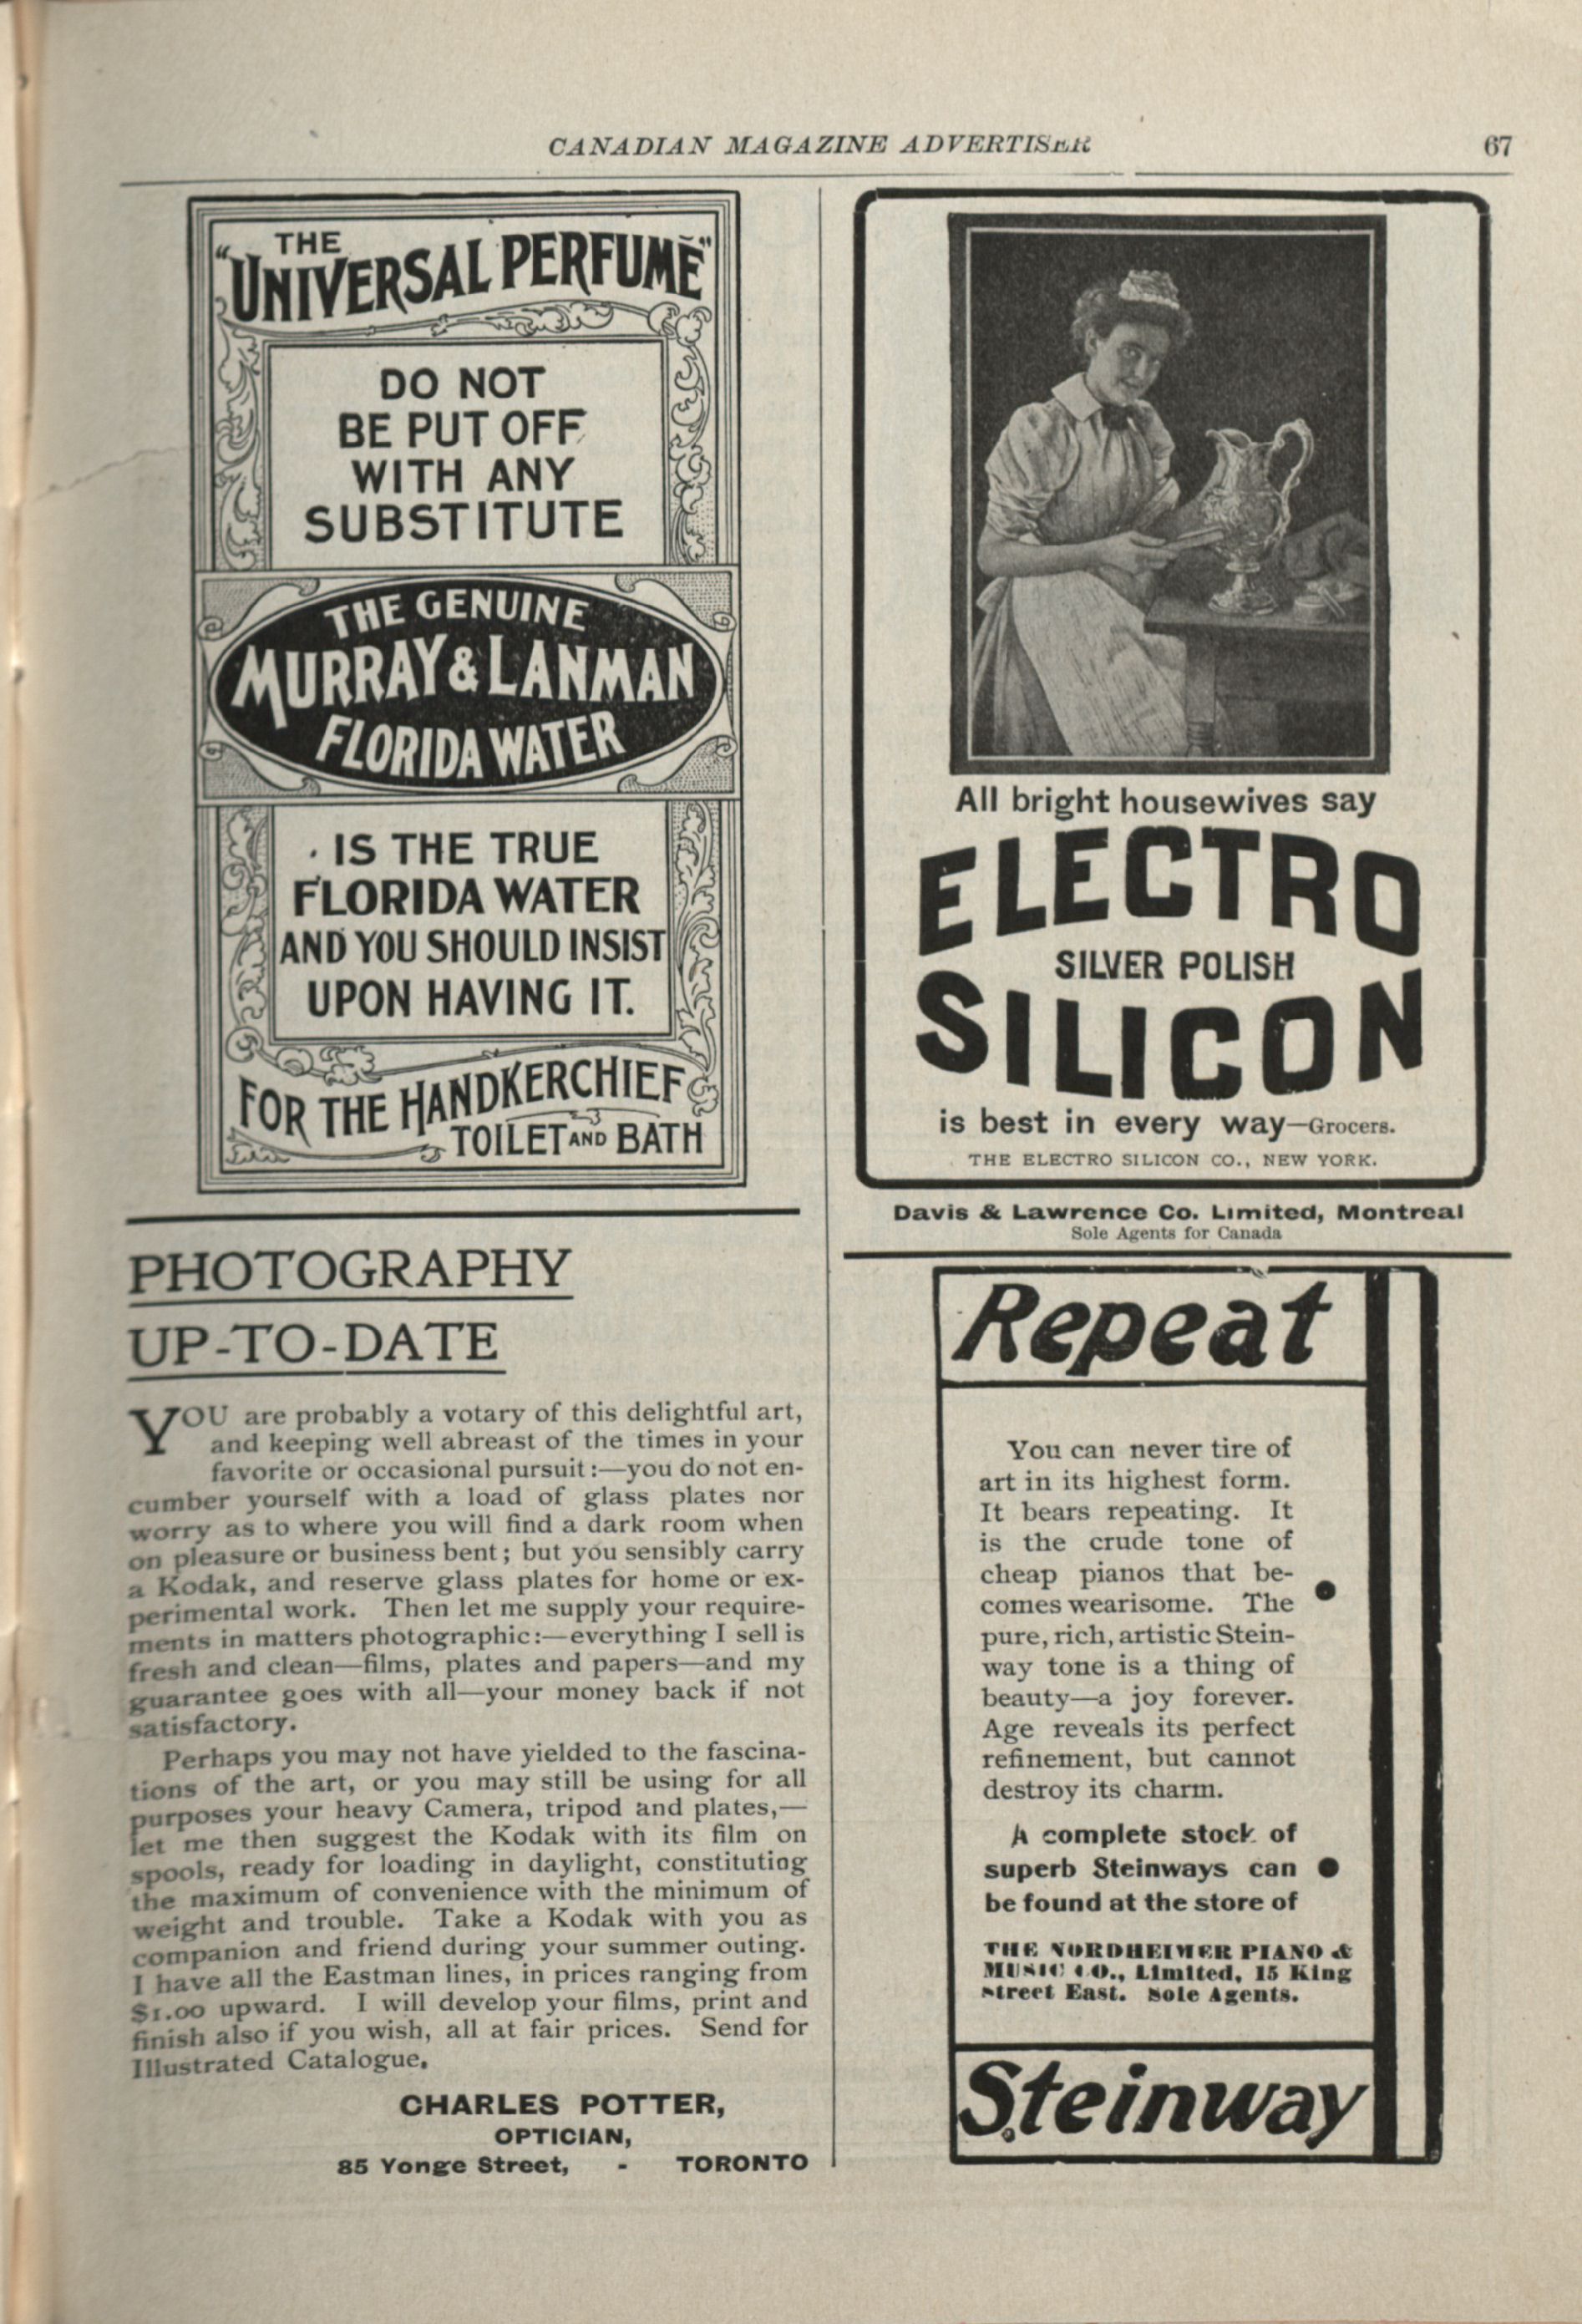 CANADIAN MAGAZINE ADVERTISER
67
THE
"UNIVERSAL PERFUME"
DO NOT
BE PUT OFF
WITH ANY
SUBSTITUTE
THE GENUINE
MURRAY & LANMAN
FLORIDA WATER
IS THE TRUE
FLORIDA WATER
AND YOU SHOULD INSIST
UPON HAVING IT.
FOR THE HANDKERCHIEF
TOILET AND BATH
PHOTOGRAPHY
UP-TO-DATE
YOU are probably a votary of this delightful art,
and keeping well abreast of the times in your
favorite or occasional pursuit:—you do not en-
cumber yourself with a load of glass plates nor
worry as to where you will find a dark room when
on pleasure or business bent; but you sensibly carry
a Kodak, and reserve glass plates for home or ex-
perimental work. Then let me supply your require-
ments in matters photographic:—everything I sell is
fresh and clean—films, plates and papers—and my
guarantee goes with all—your money back if not
satisfactory.
Perhaps you may not have yielded to the fascina-
tions of the art, or you may still be using for all
purposes your heavy Camera, tripod and plates,—
let me then suggest the Kodak with its film on
spools, ready for loading in daylight, constituting
the maximum of convenience with the minimum of
weight and trouble. Take a Kodak with you as
companion and friend during your summer outing.
I have all the Eastman lines, in prices ranging from
$1.00 upward. I will develop your films, print and
finish also if you wish, all at fair prices. Send for
Illustrated Catalogue.
CHARLES POTTER,
OPTICIAN,
85 Yonge Street, - TORONTO
All bright housewives say
ELECTRO
SILVER POLISH
SILICON
is best in every way—Grocers.
THE ELECTRO SILICON CO., NEW YORK.
Davis & Lawrence Co. Limited, Montreal
Sole Agents for Canada
Repeat
You can never tire of
art in its highest form.
It bears repeating. It
is the crude tone of
cheap pianos that be-
comes wearisome. The
pure, rich, artistic Stein-
way tone is a thing of
beauty—a joy forever.
Age reveals its perfect
refinement, but cannot
destroy its charm.
A complete stock of
superb Steinways can
be found at the store of
THE NORDHEIMER PIANO &
MUSIC CO., Limited, 15 King
Street East. Sole Agents.
Steinway